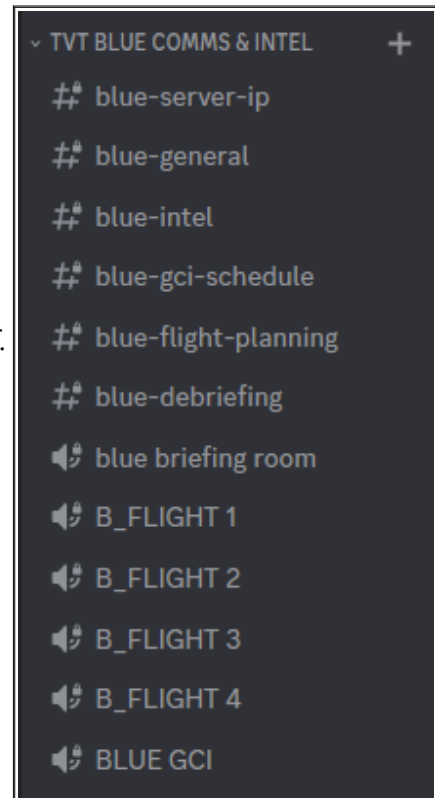 TVT BLUE COMMS & INTEL +
blue-server-ip
blue-general
blue-intel
blue-gci-schedule
blue-flight-planning
blue-debriefing
blue briefing room
B_FLIGHT 1
B_FLIGHT 2
B_FLIGHT 3
B_FLIGHT 4
BLUE GCI